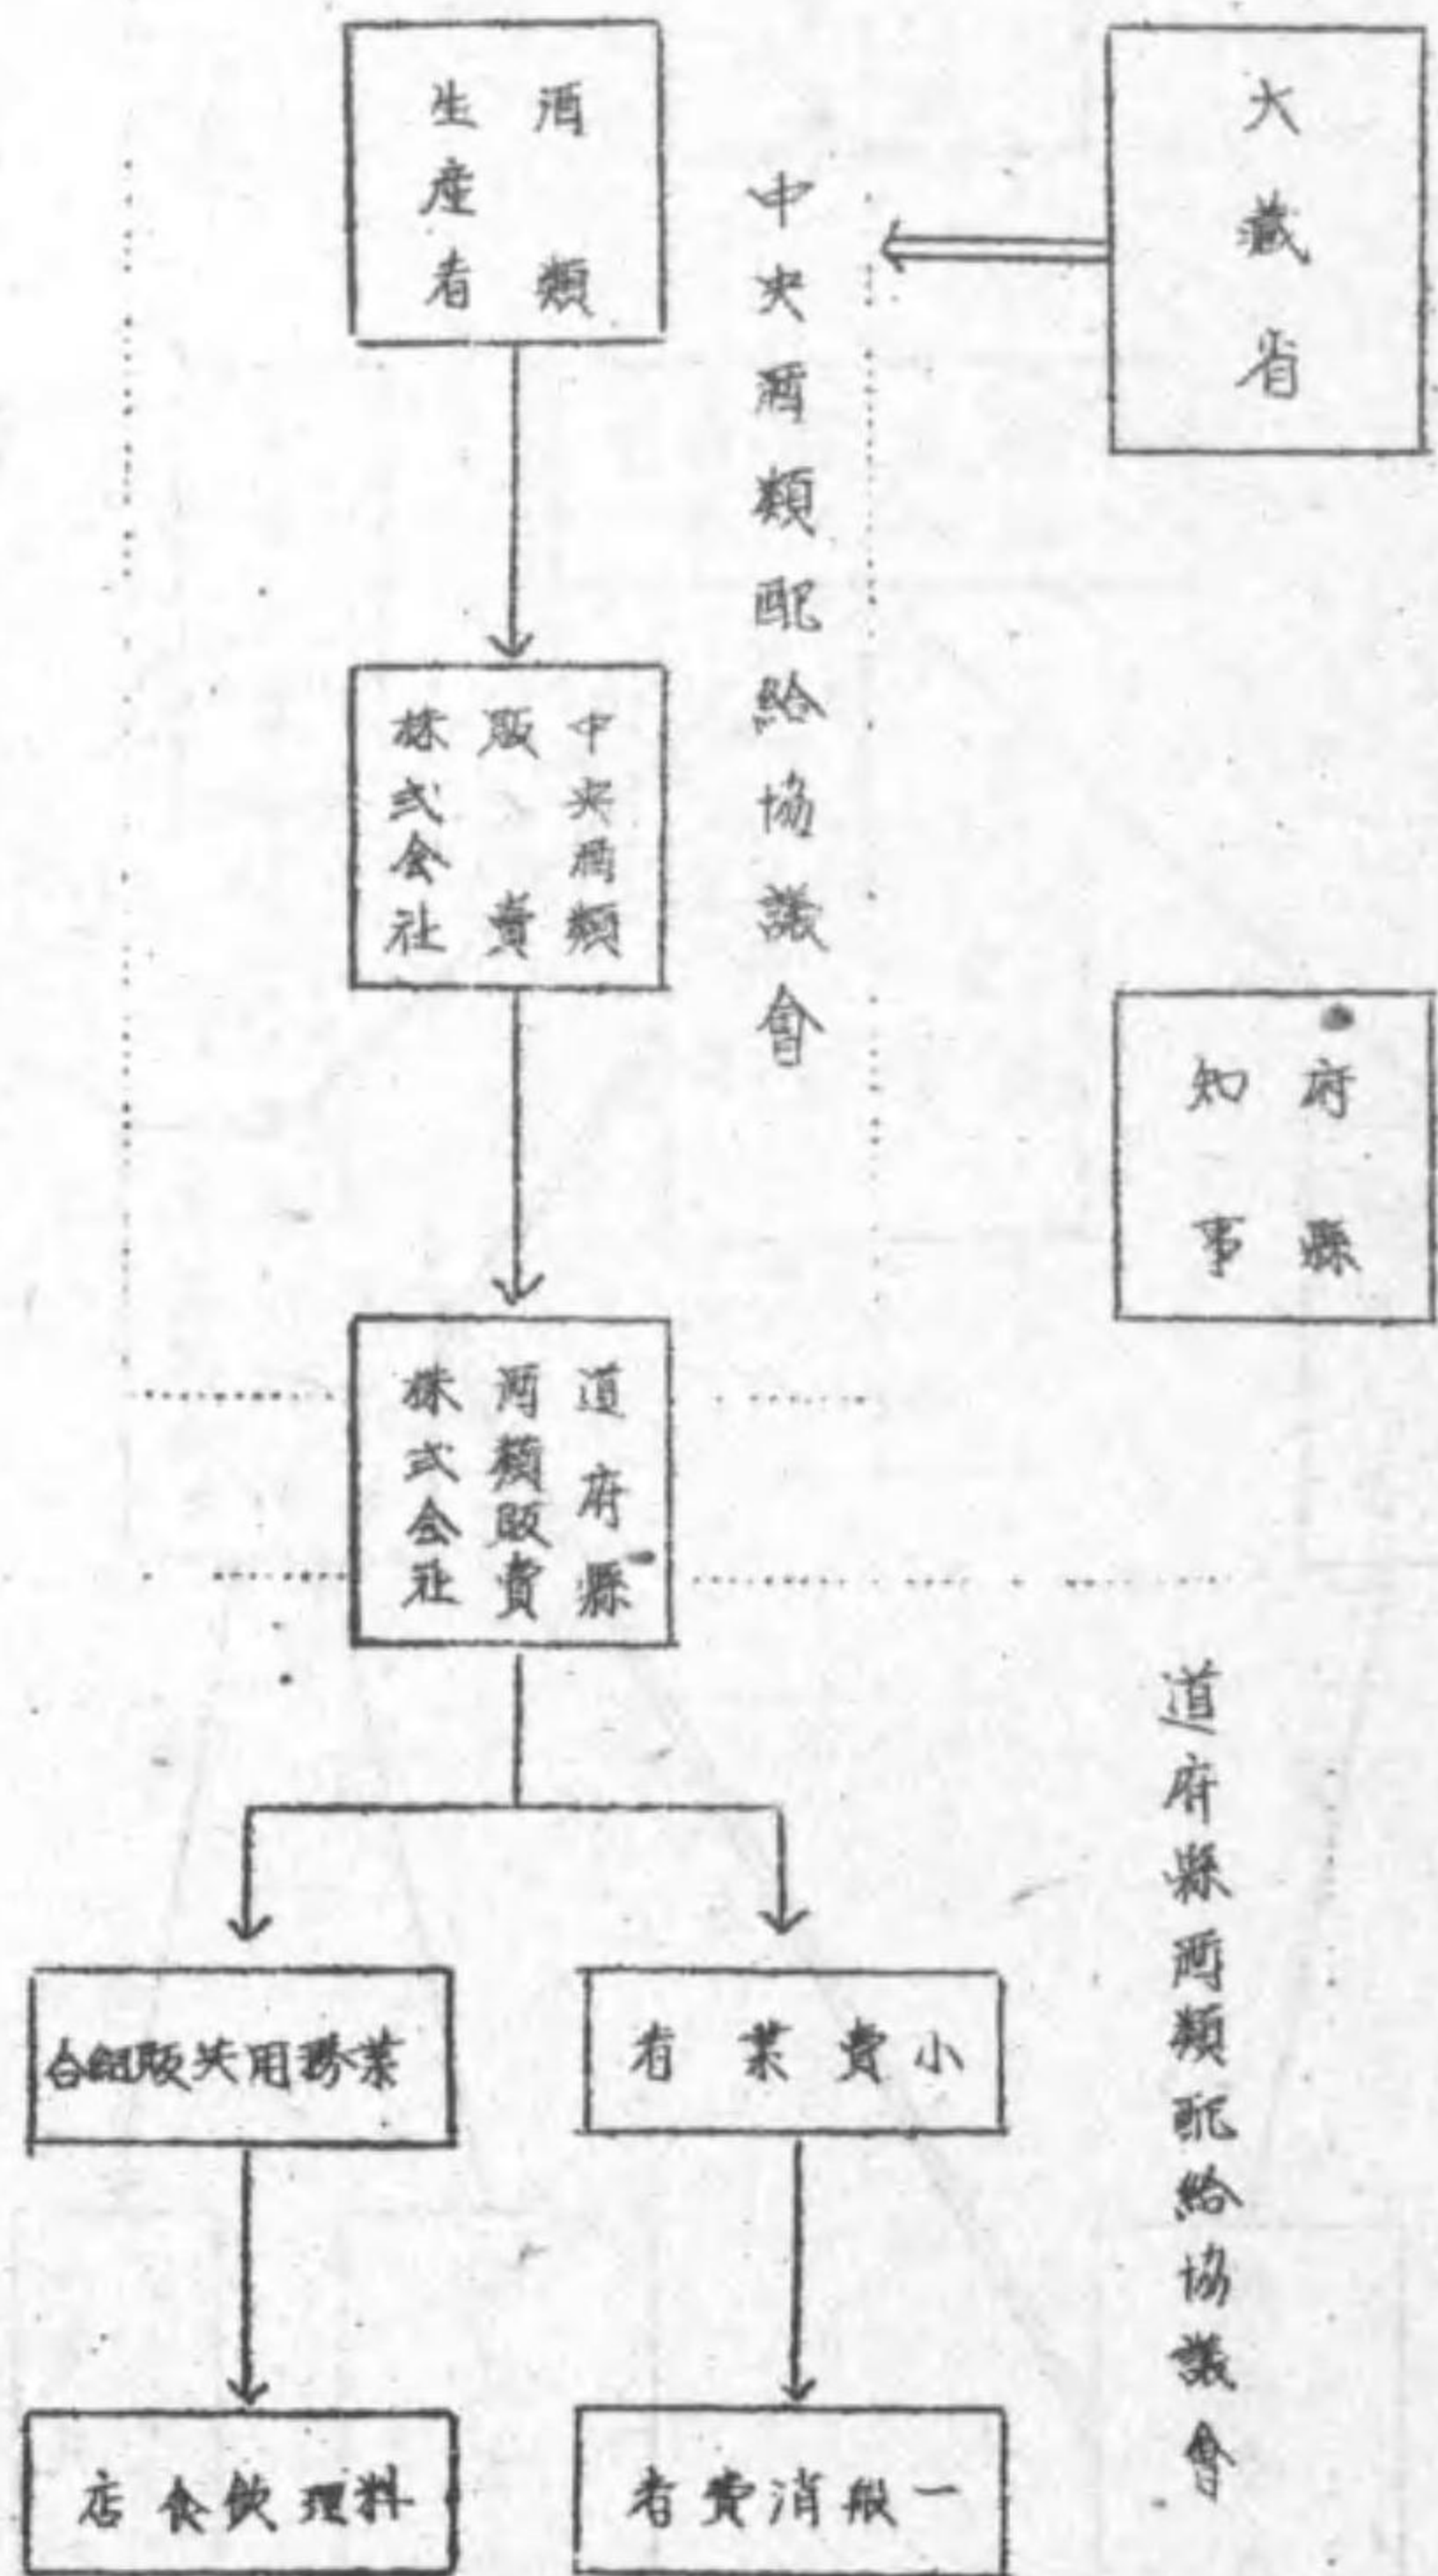 大藏省
中央酒類配給協議會
酒類
生産者
中央酒類
販賣
株式会社
府縣
知事
道府縣
酒類販賣
株式会社
道府縣酒類配給協議會
小賣業者
業務用共販組合
一般消費者
料理飲食店